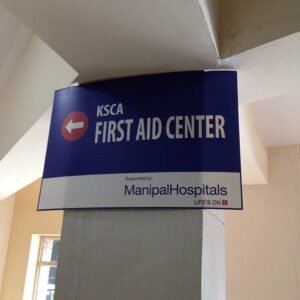 KSCA
FIRST AID CENTER
Supported by:
ManipalHospitals
LIFE'S ON